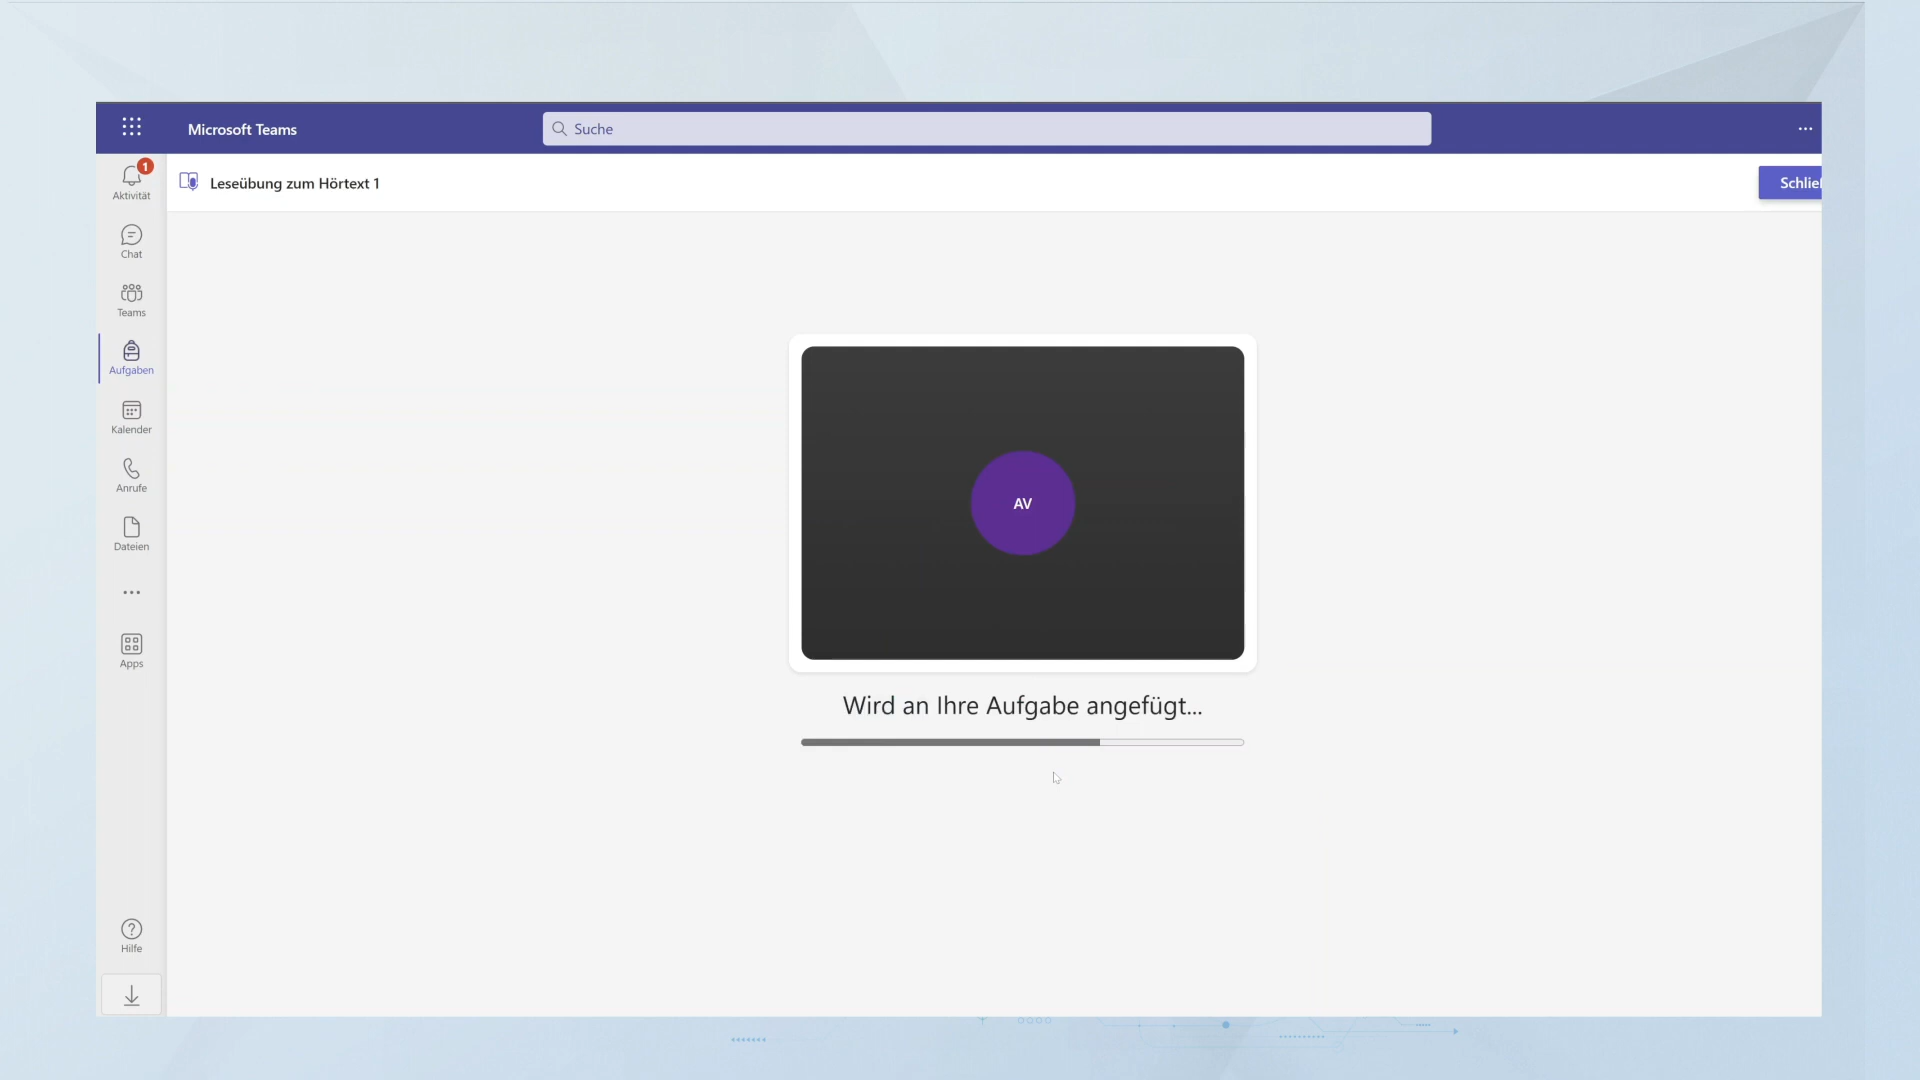 Microsoft Teams
Suche
1
Aktivität
Leseübung zum Hörtext 1
Schließ
Chat
Teams
Aufgaben
Kalender
Anrufe
Dateien
Apps
AV
Wird an Ihre Aufgabe angefügt...
Hilfe